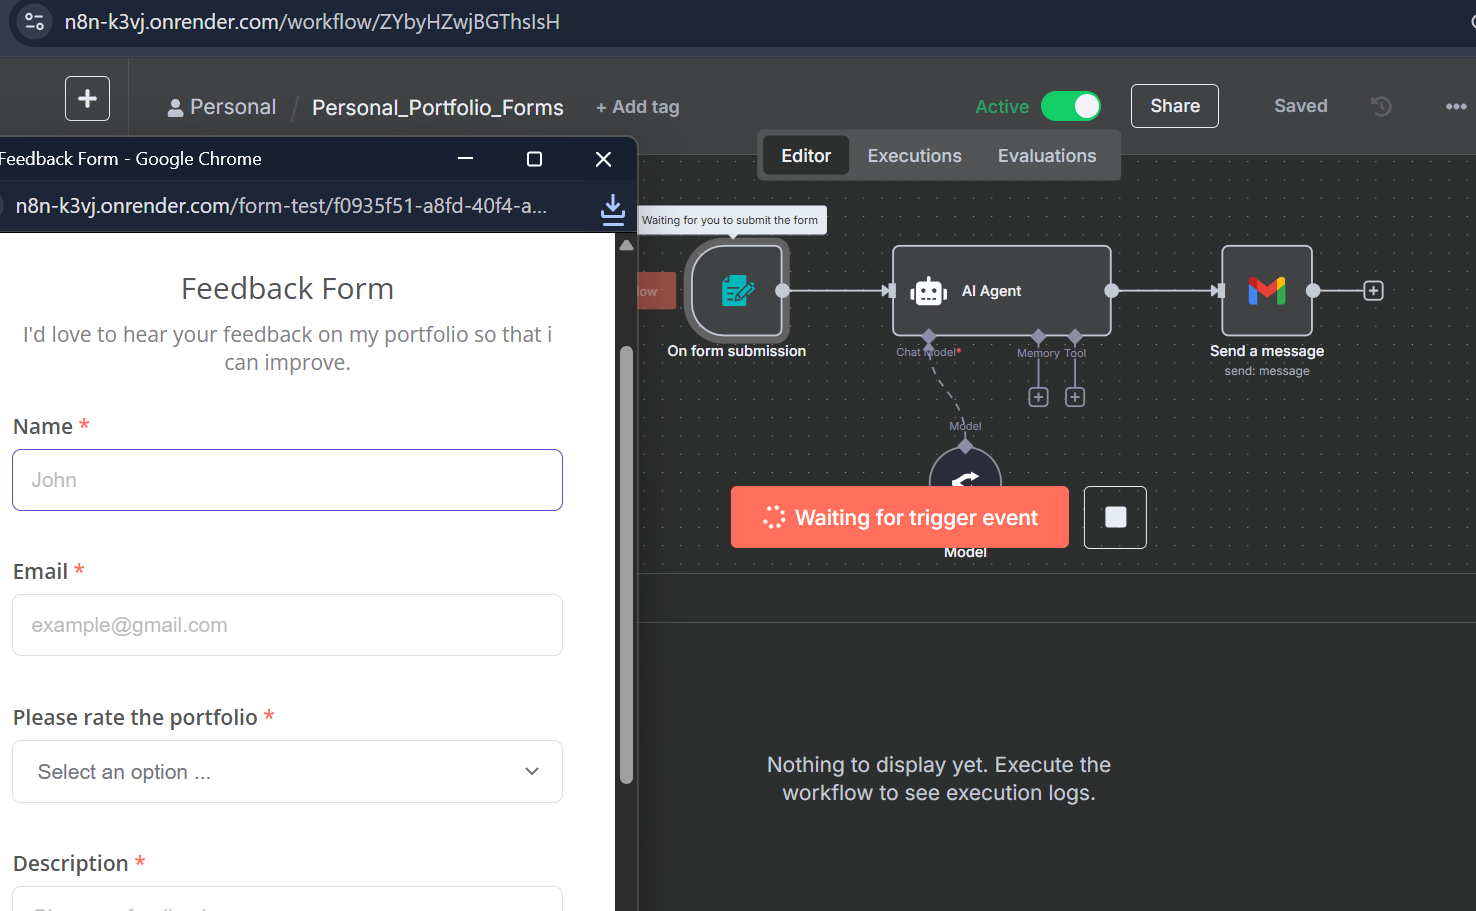 n8n-k3vj.onrender.com/workflow/ZYbyHZwjBGThsIsH
Personal / Personal_Portfolio_Forms + Add tag
Active
Share
Saved
Editor Executions Evaluations
Feedback Form - Google Chrome
n8n-k3vj.onrender.com/form-test/f0935f51-a8fd-40f4-a...
Feedback Form
I'd love to hear your feedback on my portfolio so that i
can improve.
Name *
John
Email *
example@gmail.com
Please rate the portfolio *
Select an option ...
Description *
Waiting for you to submit the form
On form submission
AI Agent
Chat Model*
Memory
Tool
Model
Send a message
send: message
Waiting for trigger event
Model
Nothing to display yet. Execute the
workflow to see execution logs.